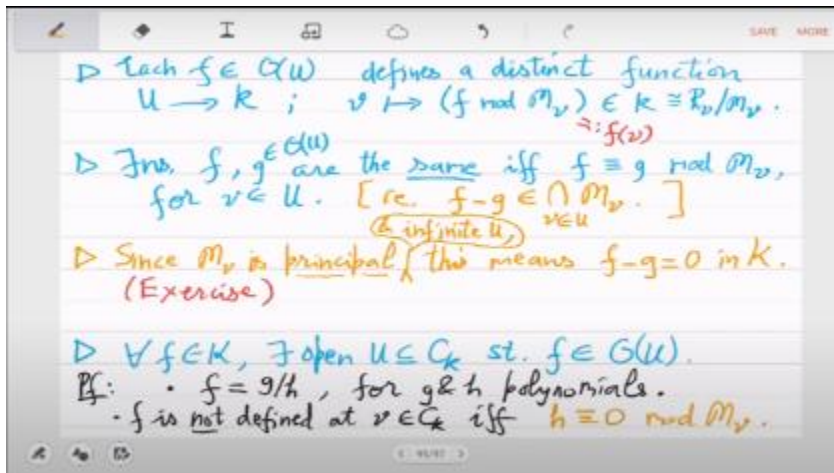 SAVE MORE
▷ Each f ∈ O(U) defines a distinct function
U → k ; v ↦ (f mod m_v) ∈ k ≅ R_v/m_v .
=: f(v)
▷ Fns. f, g ∈ O(U) are the same iff f ≡ g mod m_v,
for v ∈ U. [ie. f-g ∈ ∩_{v∈U} m_v . ]
& infinite U,
▷ Since m_v is principal, this means f-g=0 in K.
(Exercise)
▷ ∀ f∈K, ∃ open U ⊆ C_K st. f ∈ O(U).
Pf: • f = g/h , for g & h polynomials.
• f is not defined at v ∈ C_K iff h ≡ 0 mod m_v .